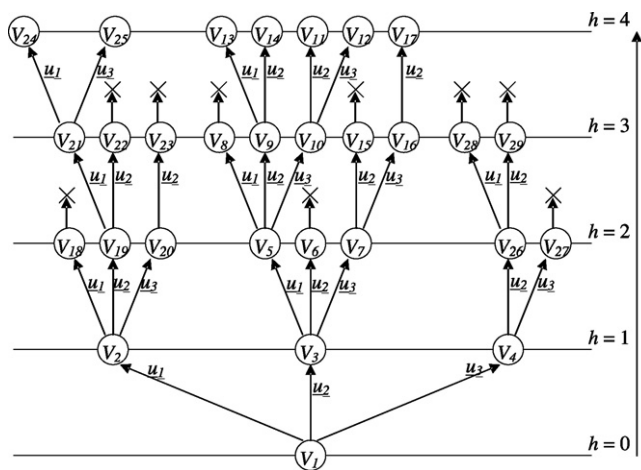 V24 V25 V13 V14 V11 V12 V17 h = 4
u1 u3 u1 u2 u2 u3 u2
V21 V22 V23 V8 V9 V10 V15 V16 V28 V29 h = 3
u1 u2 u2 u1 u2 u3 u2 u3 u1 u2
V18 V19 V20 V5 V6 V7 V26 V27 h = 2
u1 u2 u3 u1 u2 u3 u2 u3
V2 V3 V4 h = 1
u1 u2 u3
V1 h = 0